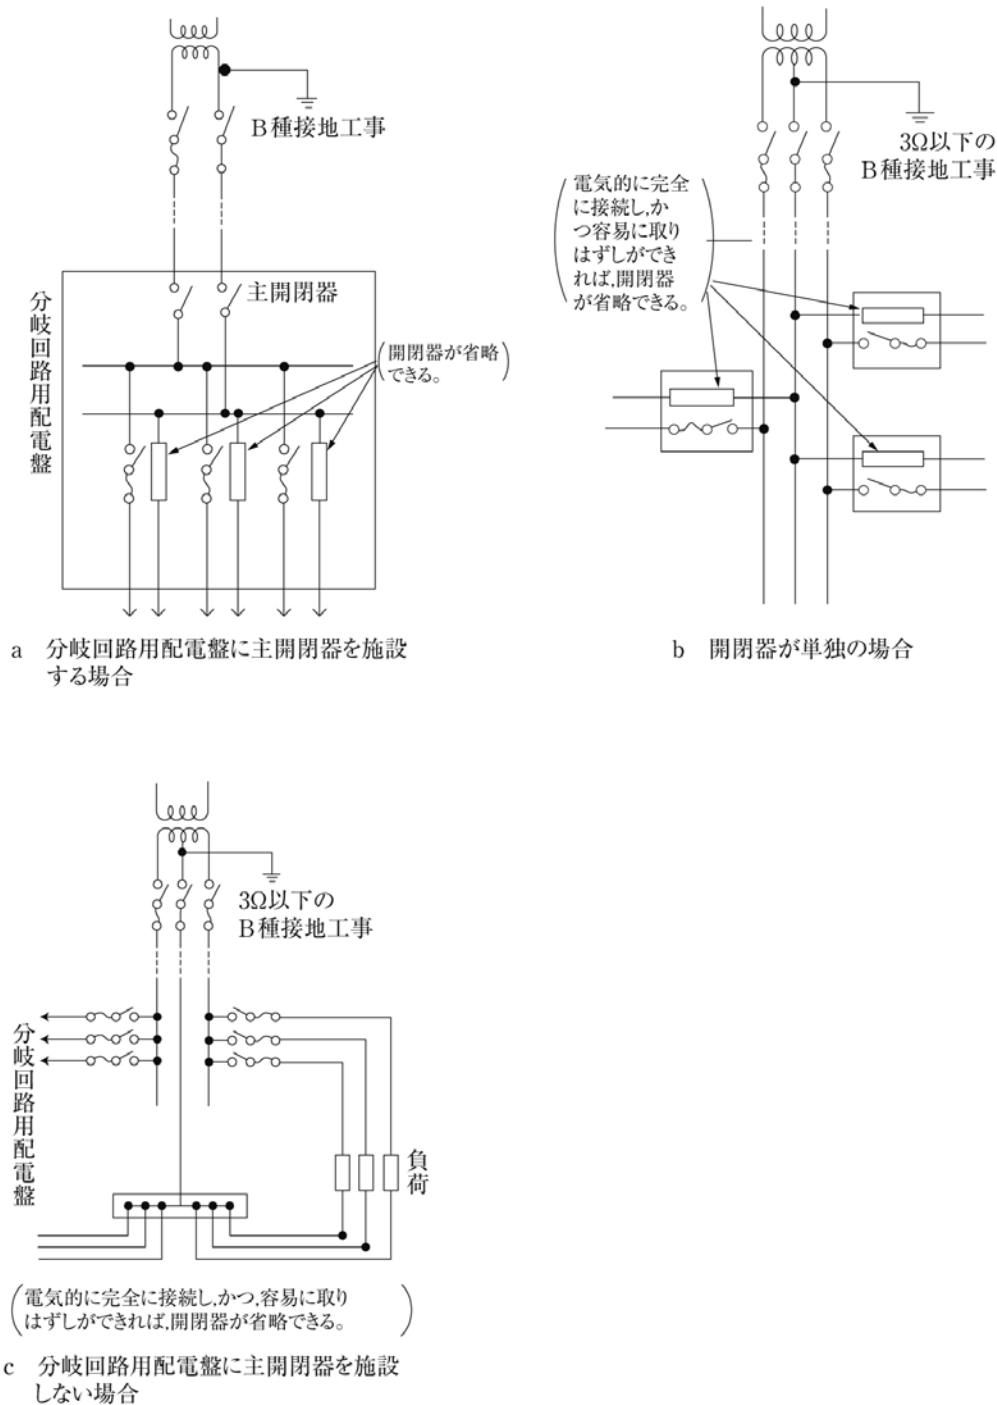 B種接地工事
分岐回路用配電盤
主開閉器
(開閉器が省略
できる。)
a 分岐回路用配電盤に主開閉器を施設
する場合
3Ω以下の
B種接地工事
(電気的に完全
に接続し,か
つ容易に取り
はずしができ
れば,開閉器
が省略できる。)
b 開閉器が単独の場合
3Ω以下の
B種接地工事
分岐回路用配電盤
負荷
(電気的に完全に接続し,かつ,容易に取り
はずしができれば,開閉器が省略できる。)
c 分岐回路用配電盤に主開閉器を施設
しない場合